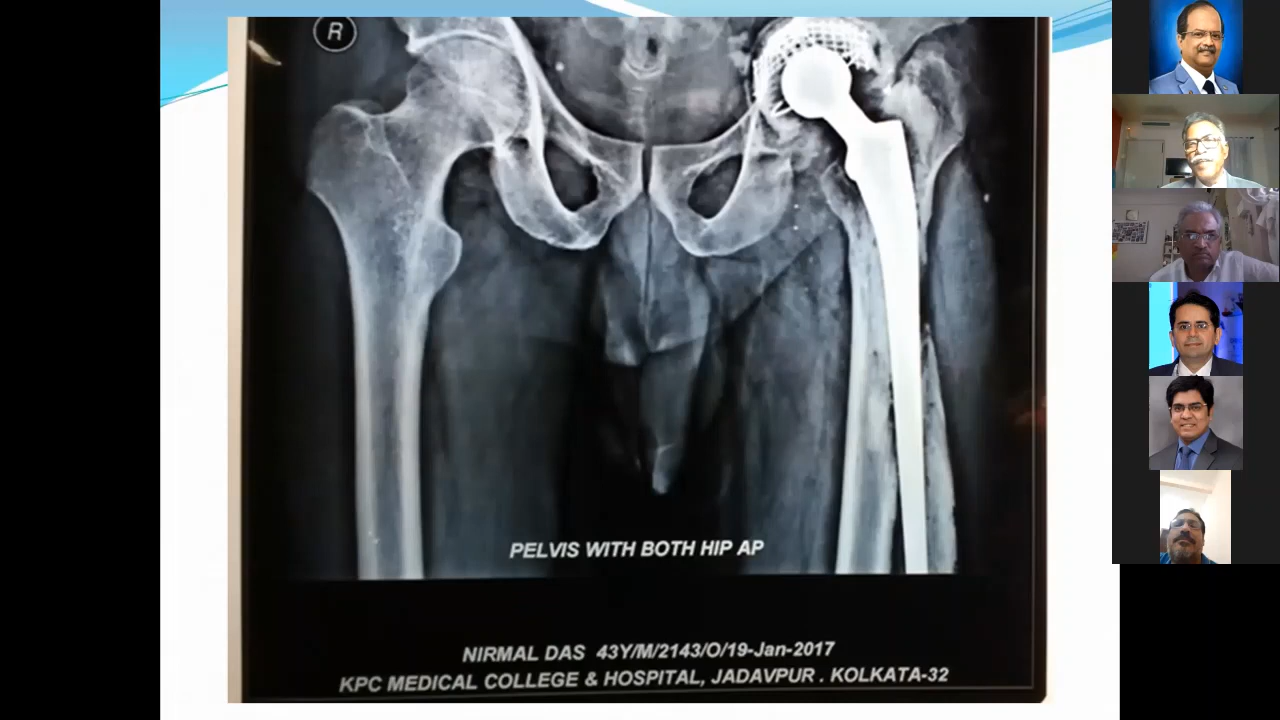 R
PELVIS WITH BOTH HIP AP
NIRMAL DAS 43Y/M/2143/O/19-Jan-2017
KPC MEDICAL COLLEGE & HOSPITAL, JADAVPUR . KOLKATA-32